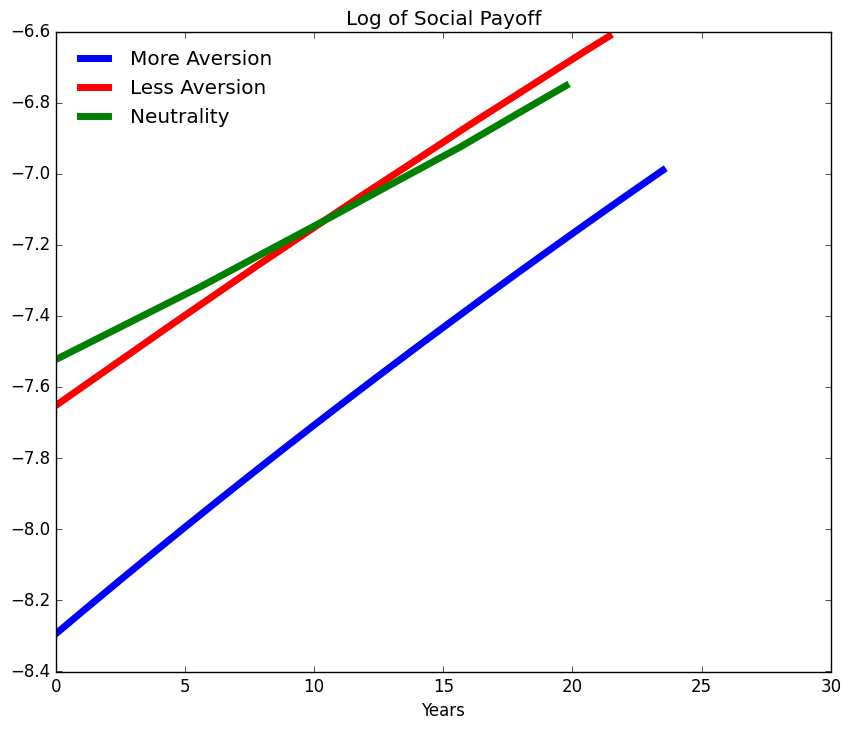 Log of Social Payoff
−6.6
More Aversion
Less Aversion
−6.8
Neutrality
−7.0
−7.2
−7.4
−7.6
−7.8
−8.0
−8.2
−8.4
0 5 10 15 20 25 30
Years